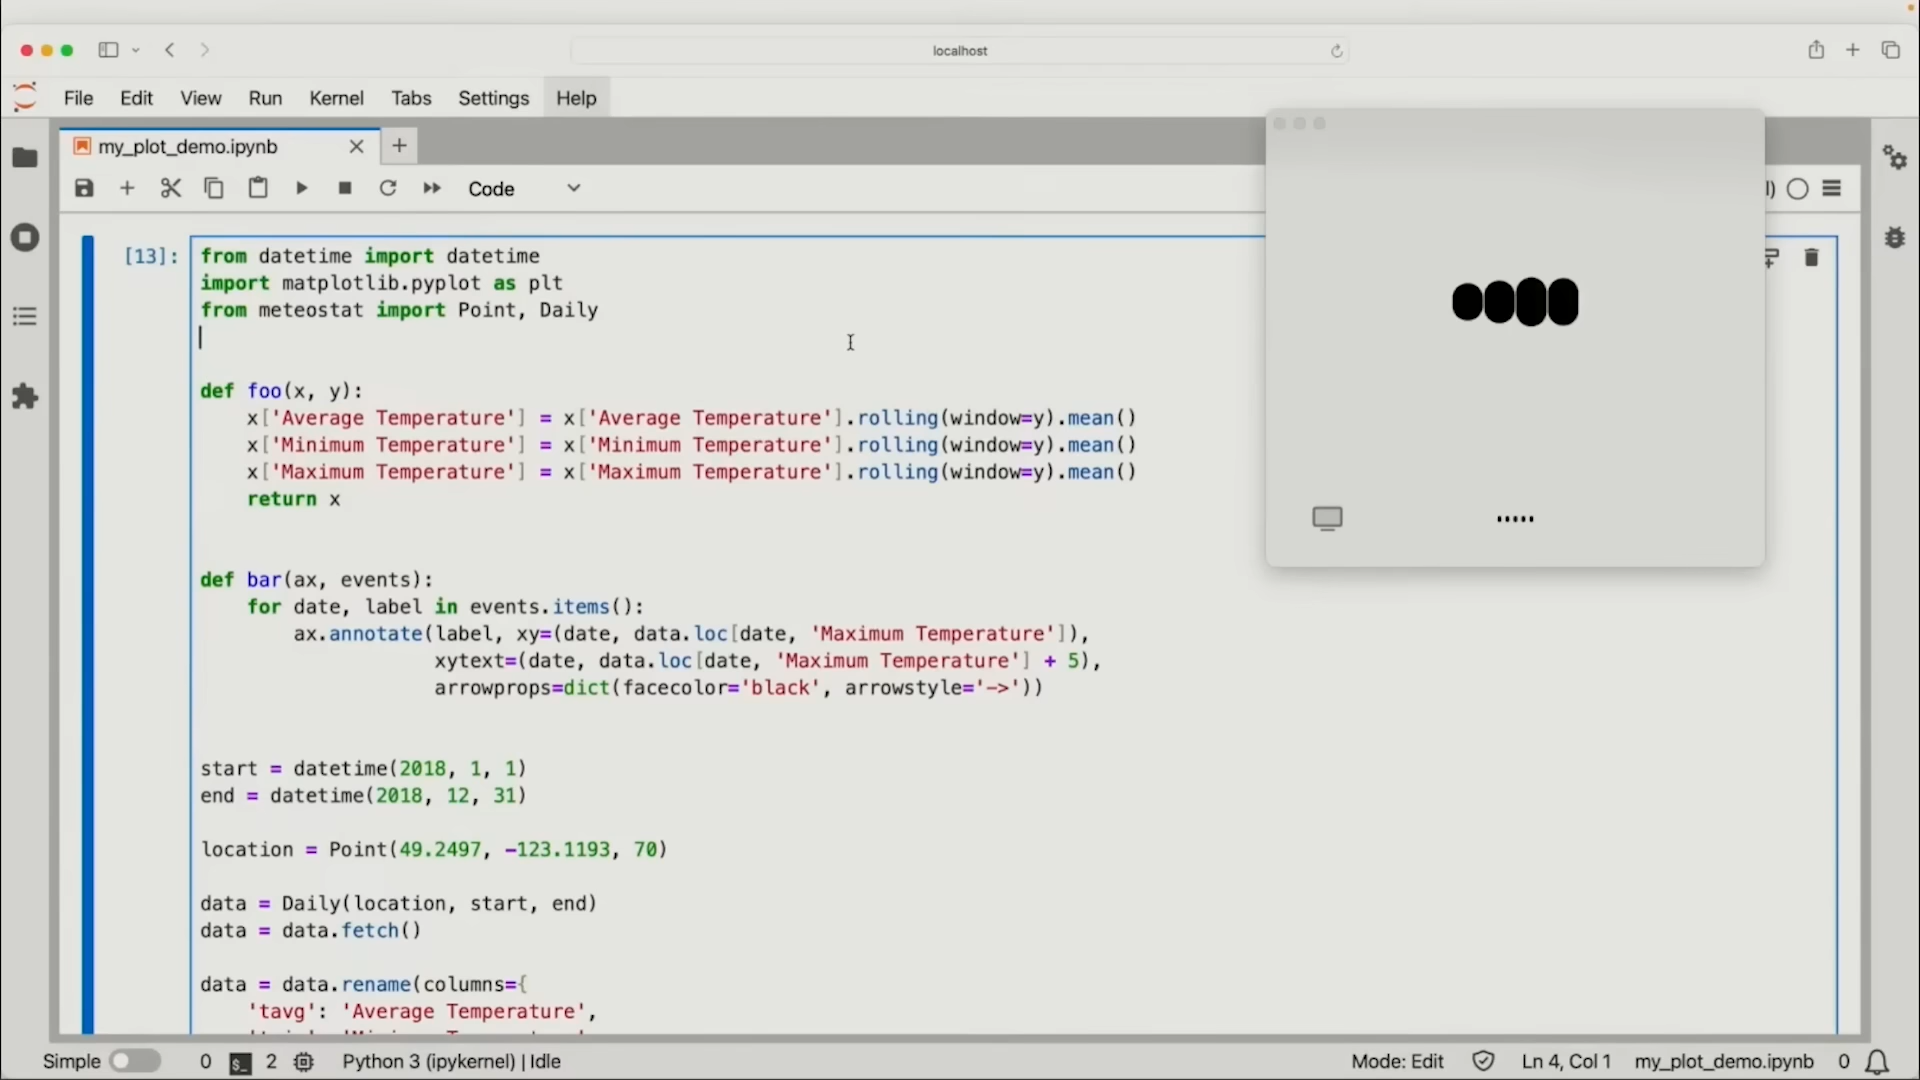 localhost
File Edit View Run Kernel Tabs Settings Help
my_plot_demo.ipynb
Code
[13]: from datetime import datetime
import matplotlib.pyplot as plt
from meteostat import Point, Daily
def foo(x, y):
x['Average Temperature'] = x['Average Temperature'].rolling(window=y).mean()
x['Minimum Temperature'] = x['Minimum Temperature'].rolling(window=y).mean()
x['Maximum Temperature'] = x['Maximum Temperature'].rolling(window=y).mean()
return x
def bar(ax, events):
for date, label in events.items():
ax.annotate(label, xy=(date, data.loc[date, 'Maximum Temperature']),
xytext=(date, data.loc[date, 'Maximum Temperature'] + 5),
arrowprops=dict(facecolor='black', arrowstyle='->'))
start = datetime(2018, 1, 1)
end = datetime(2018, 12, 31)
location = Point(49.2497, -123.1193, 70)
data = Daily(location, start, end)
data = data.fetch()
data = data.rename(columns={
'tavg': 'Average Temperature',
Simple 0 2 Python 3 (ipykernel) | Idle Mode: Edit Ln 4, Col 1 my_plot_demo.ipynb 0